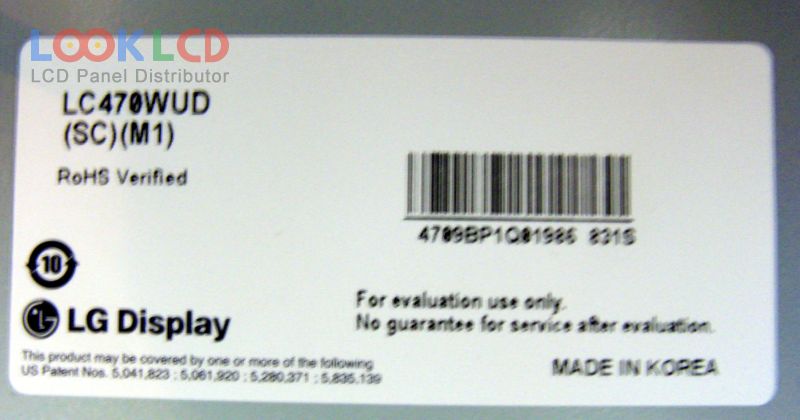 LOOKLCD
LCD Panel Distributor
LC470WUD
(SC)(M1)
RoHS Verified
4709BP1Q01986 831S
10
LG Display
For evaluation use only.
No guarantee for service after evaluation.
This product may be covered by one or more of the following
US Patent Nos. 5,041,823 : 5,061,920 : 5,280,371 : 5,835,139
MADE IN KOREA